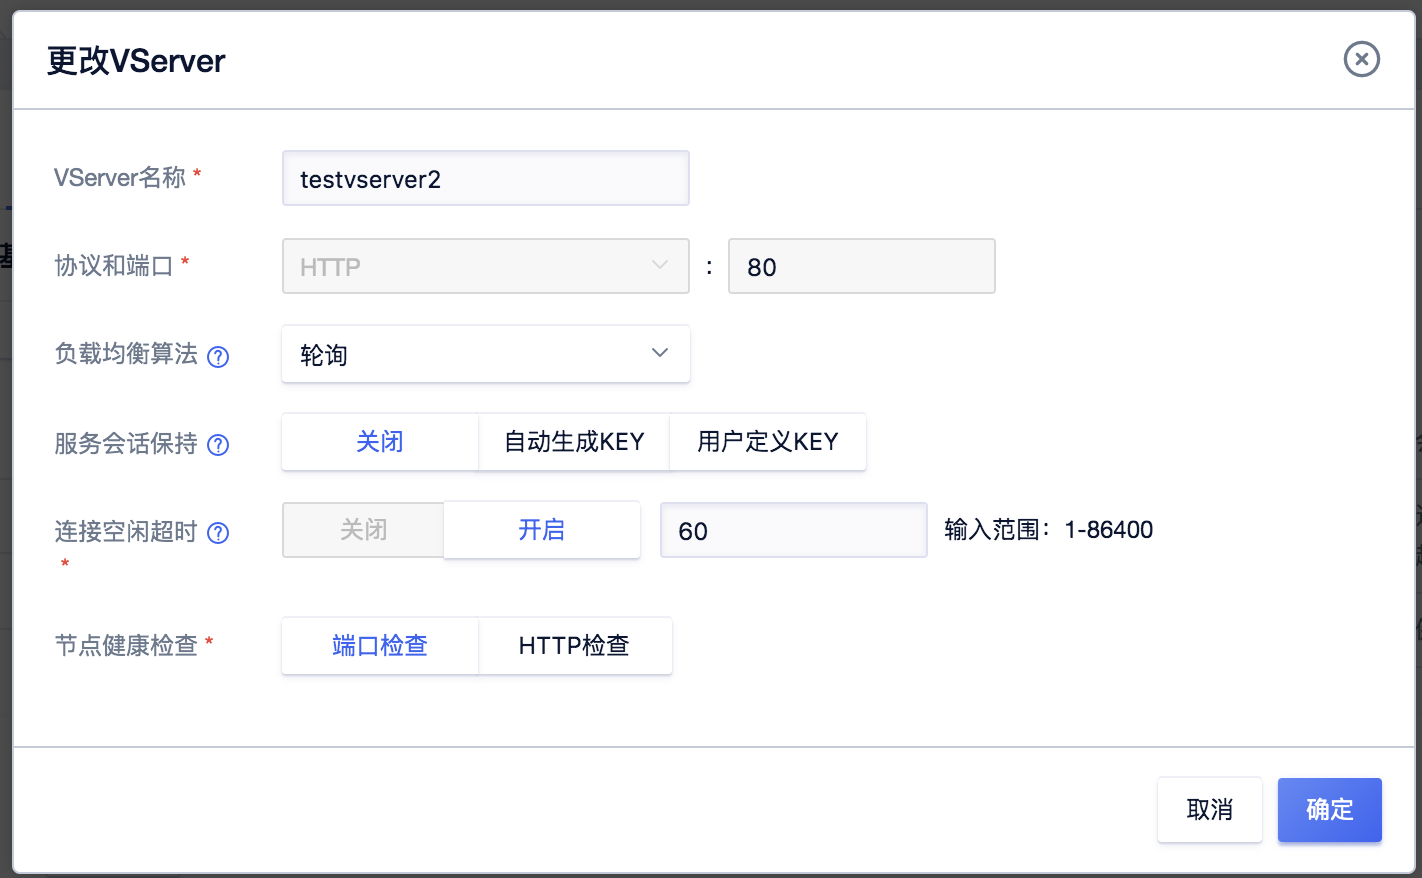 更改VServer
VServer名称 *
testvserver2
协议和端口 *
HTTP
:
80
负载均衡算法 ?
轮询
服务会话保持 ?
关闭
自动生成KEY
用户定义KEY
连接空闲超时 ?
*
关闭
开启
60
输入范围：1-86400
节点健康检查 *
端口检查
HTTP检查
取消
确定